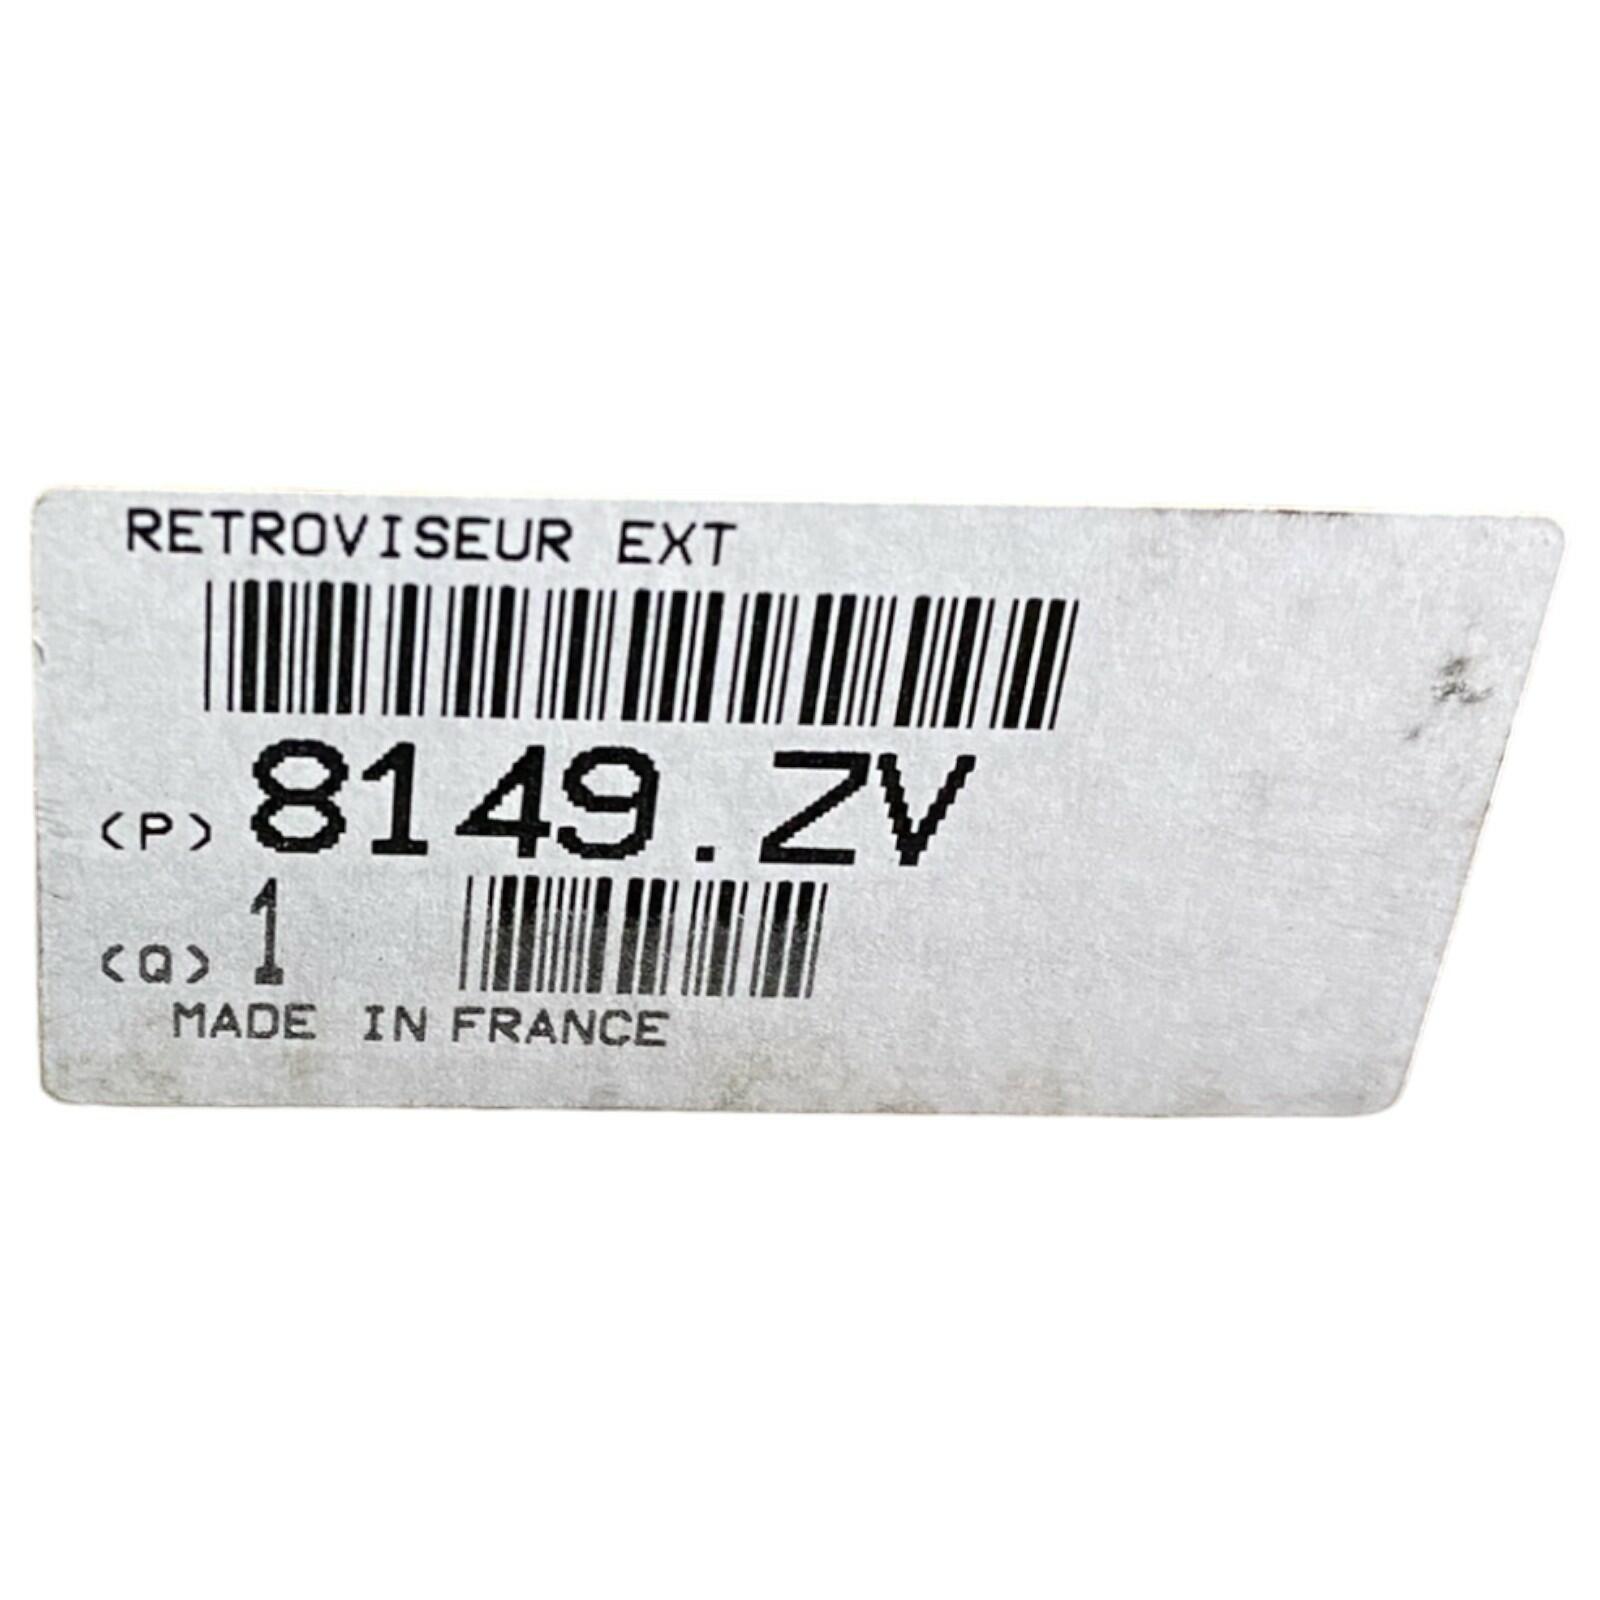 RETROVISEUR EXT
(P) 8149.ZV
(Q) 1
MADE IN FRANCE